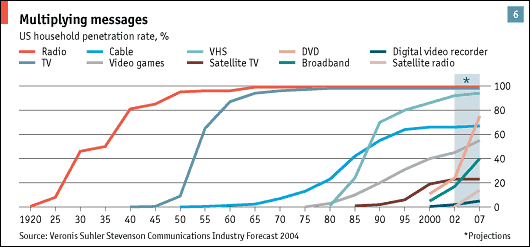 Multiplying messages
6
US household penetration rate, %
Radio Cable VHS DVD Digital video recorder
TV Video games Satellite TV Broadband Satellite radio
*
100
80
60
40
20
0
1920 25 30 35 40 45 50 55 60 65 70 75 80 85 90 95 2000 02 07
Source: Veronis Suhler Stevenson Communications Industry Forecast 2004 *Projections